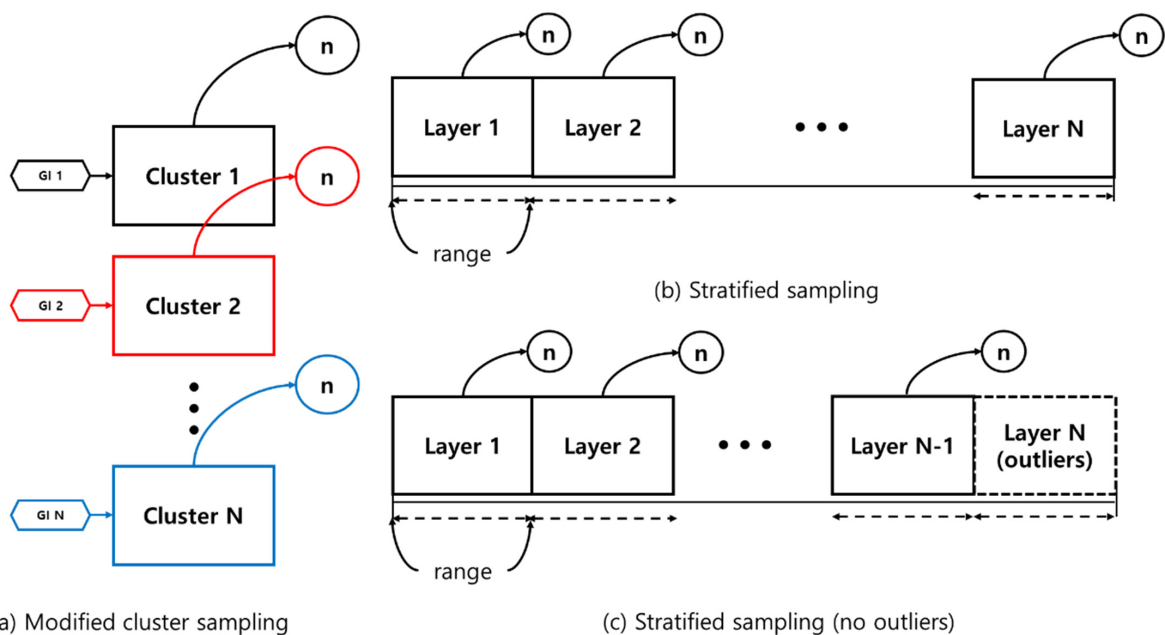 n
GI 1
Cluster 1
n
GI 2
Cluster 2
n
GI N
Cluster N
a) Modified cluster sampling
n
n
n
Layer 1
Layer 2
• • •
Layer N
range
(b) Stratified sampling
n
n
n
Layer 1
Layer 2
• • •
Layer N-1
Layer N
(outliers)
range
(c) Stratified sampling (no outliers)